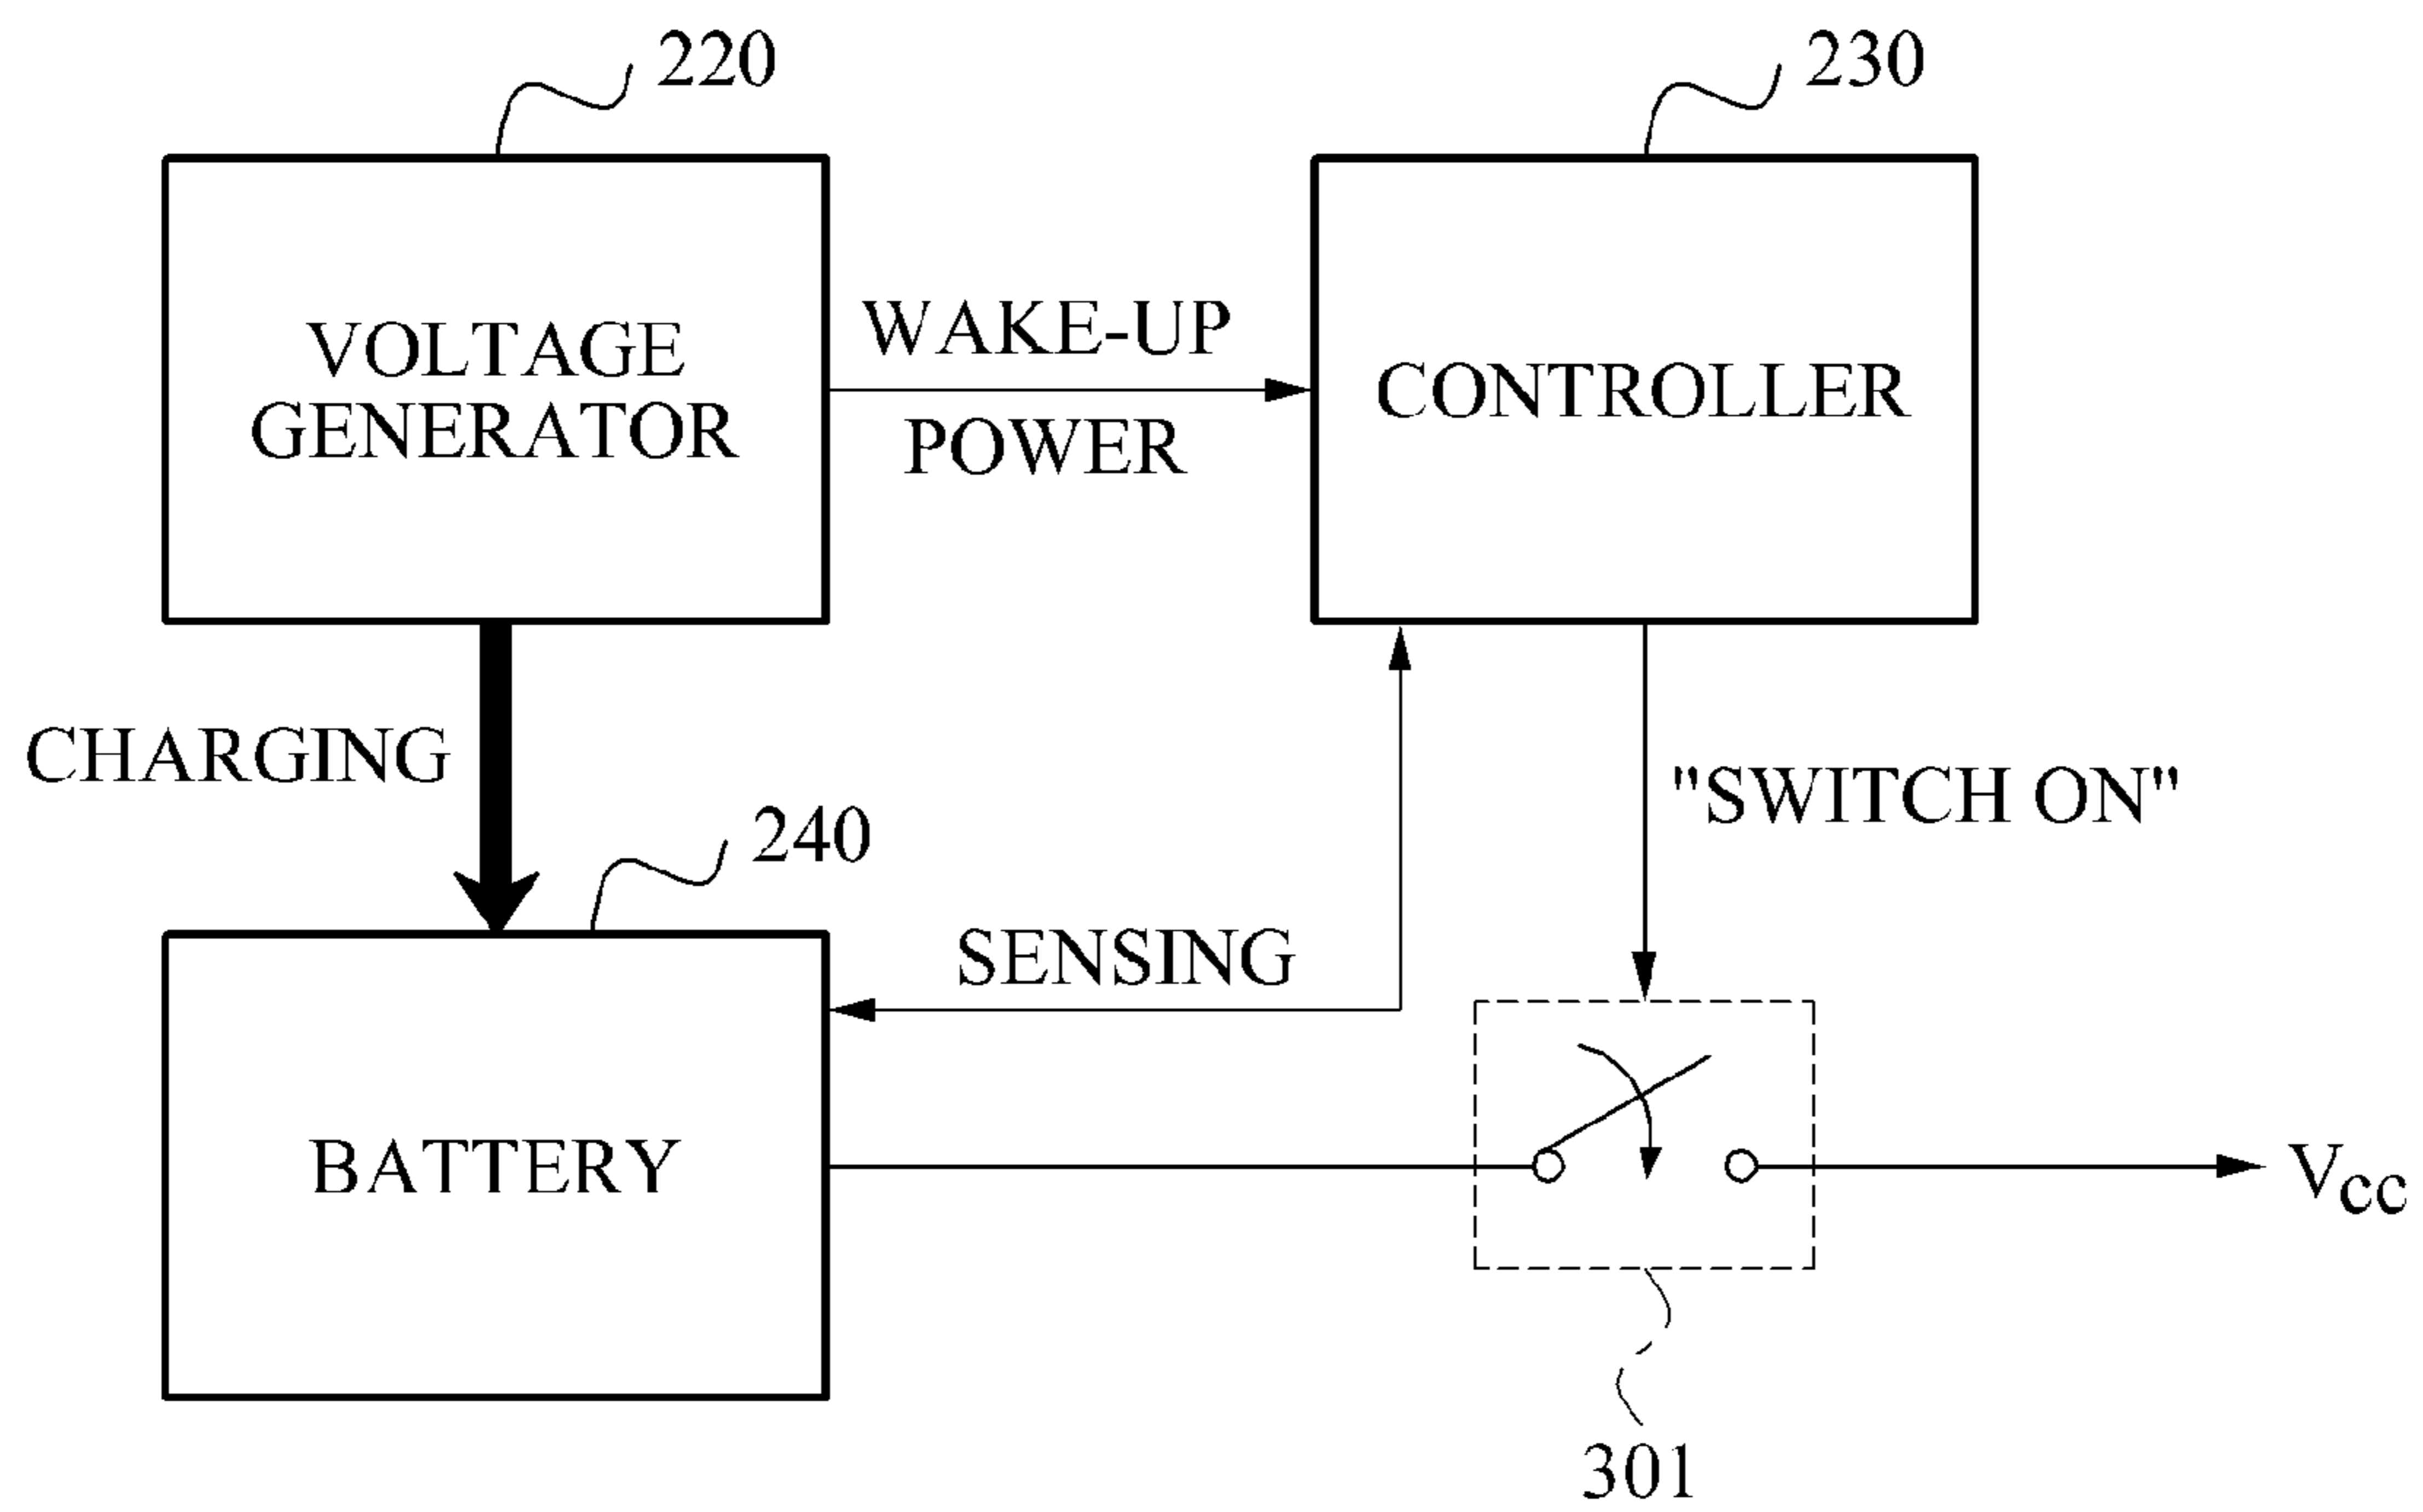 220
230
VOLTAGE
GENERATOR
WAKE-UP
POWER
CONTROLLER
CHARGING
"SWITCH ON"
240
SENSING
BATTERY
Vcc
301